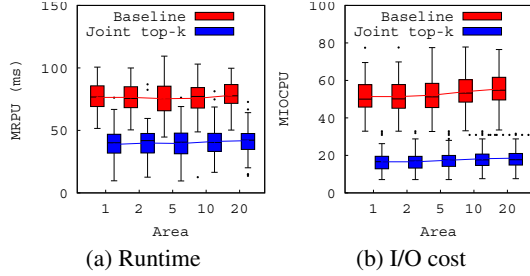 Baseline
Joint top-k
MRPU (ms)
150
100
50
0
1 2 5 10 20
Area
(a) Runtime
Baseline
Joint top-k
MIOCPU
100
80
60
40
20
0
1 2 5 10 20
Area
(b) I/O cost